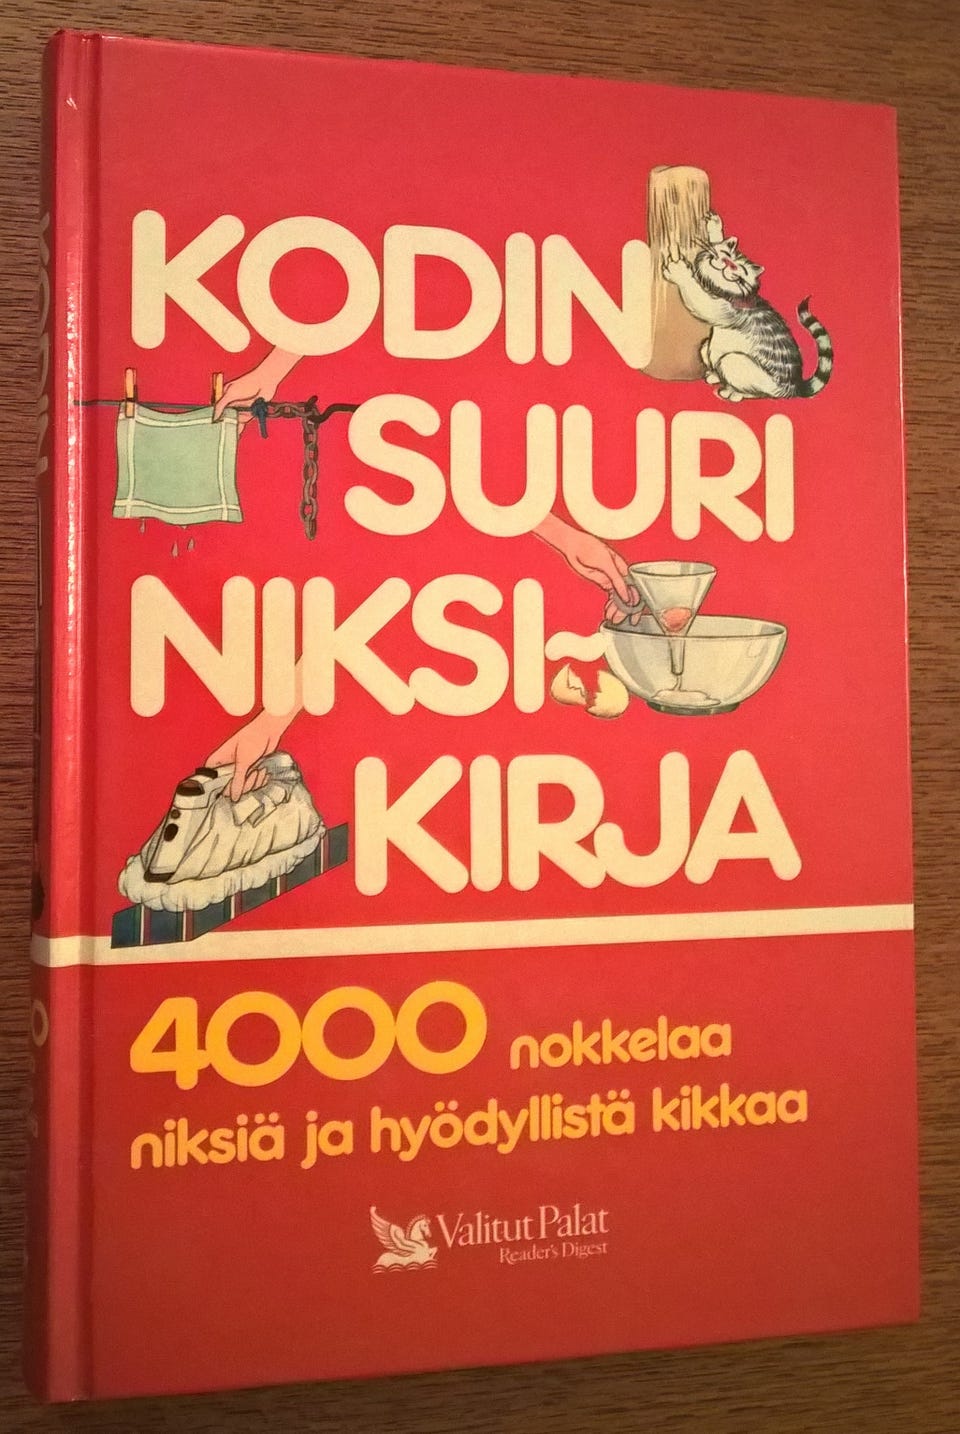 KODIN
SUURI
NIKSI-
KIRJA
4000 nokkelaa
niksiä ja hyödyllistä kikkaa
Valitut Palat
Reader's Digest